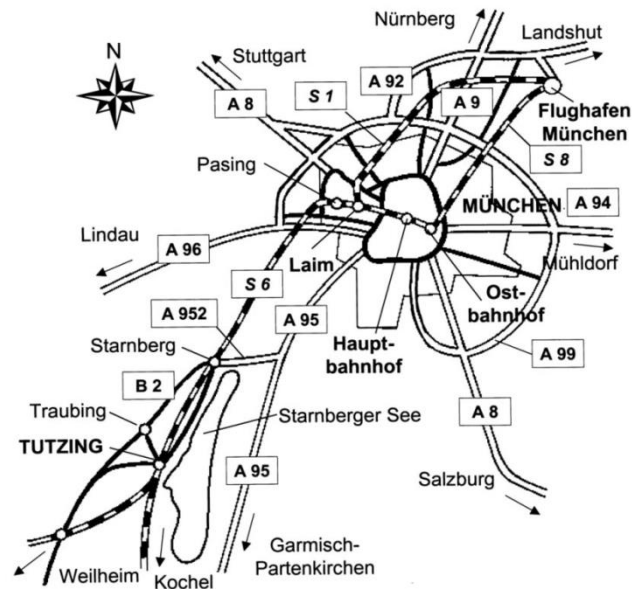 Nürnberg
Landshut
N
Stuttgart
A 92
S 1
A 8
A 9
Flughafen
München
Pasing
S 8
MÜNCHEN
A 94
Lindau
A 96
Laim
Mühldorf
S 6
Ost-
bahnhof
A 952
A 95
Haupt-
bahnhof
A 99
Starnberg
B 2
A 8
Traubing
Starnberger See
TUTZING
A 95
Salzburg
Garmisch-
Partenkirchen
Weilheim
Kochel